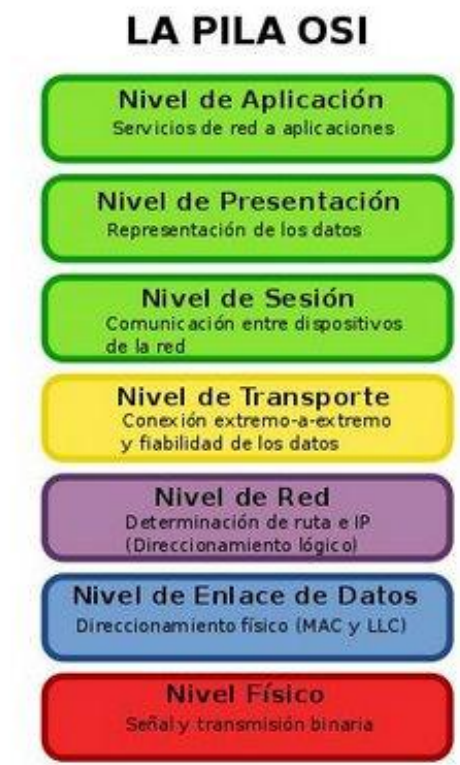 LA PILA OSI
Nivel de Aplicación
Servicios de red a aplicaciones
Nivel de Presentación
Representación de los datos
Nivel de Sesión
Comunicación entre dispositivos
de la red
Nivel de Transporte
Conexión extremo-a-extremo
y fiabilidad de los datos
Nivel de Red
Determinación de ruta e IP
(Direccionamiento lógico)
Nivel de Enlace de Datos
Direccionamiento físico (MAC y LLC)
Nivel Físico
Señal y transmisión binaria